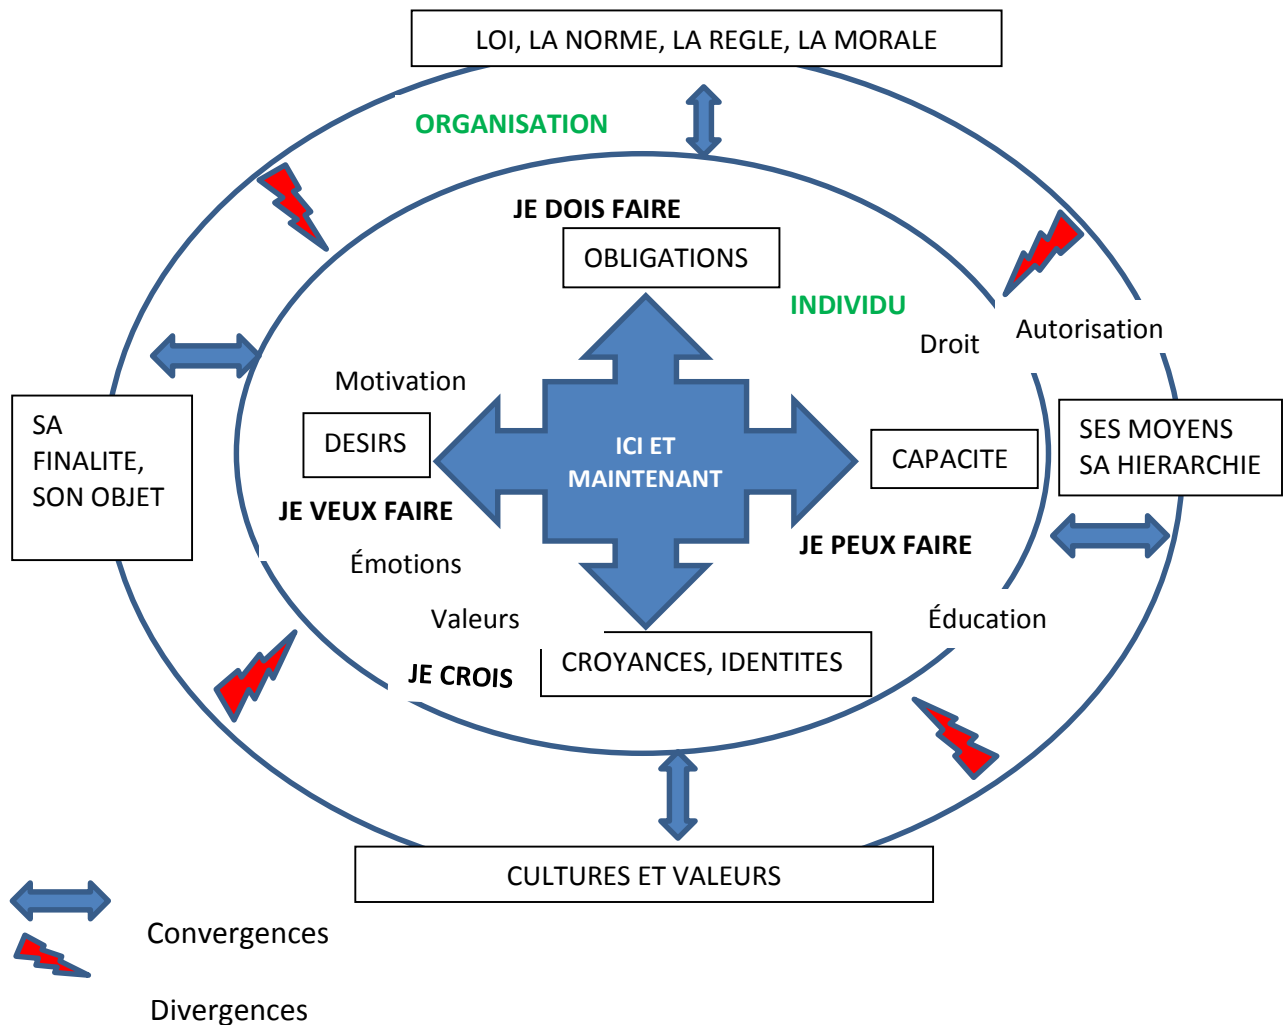 LOI, LA NORME, LA REGLE, LA MORALE
ORGANISATION
JE DOIS FAIRE
OBLIGATIONS
INDIVIDU
Droit
Autorisation
Motivation
SA
FINALITE,
SON OBJET
DESIRS
ICI ET
MAINTENANT
CAPACITE
SES MOYENS
SA HIERARCHIE
JE VEUX FAIRE
JE PEUX FAIRE
Émotions
Valeurs
Éducation
JE CROIS
CROYANCES, IDENTITES
CULTURES ET VALEURS
Convergences
Divergences